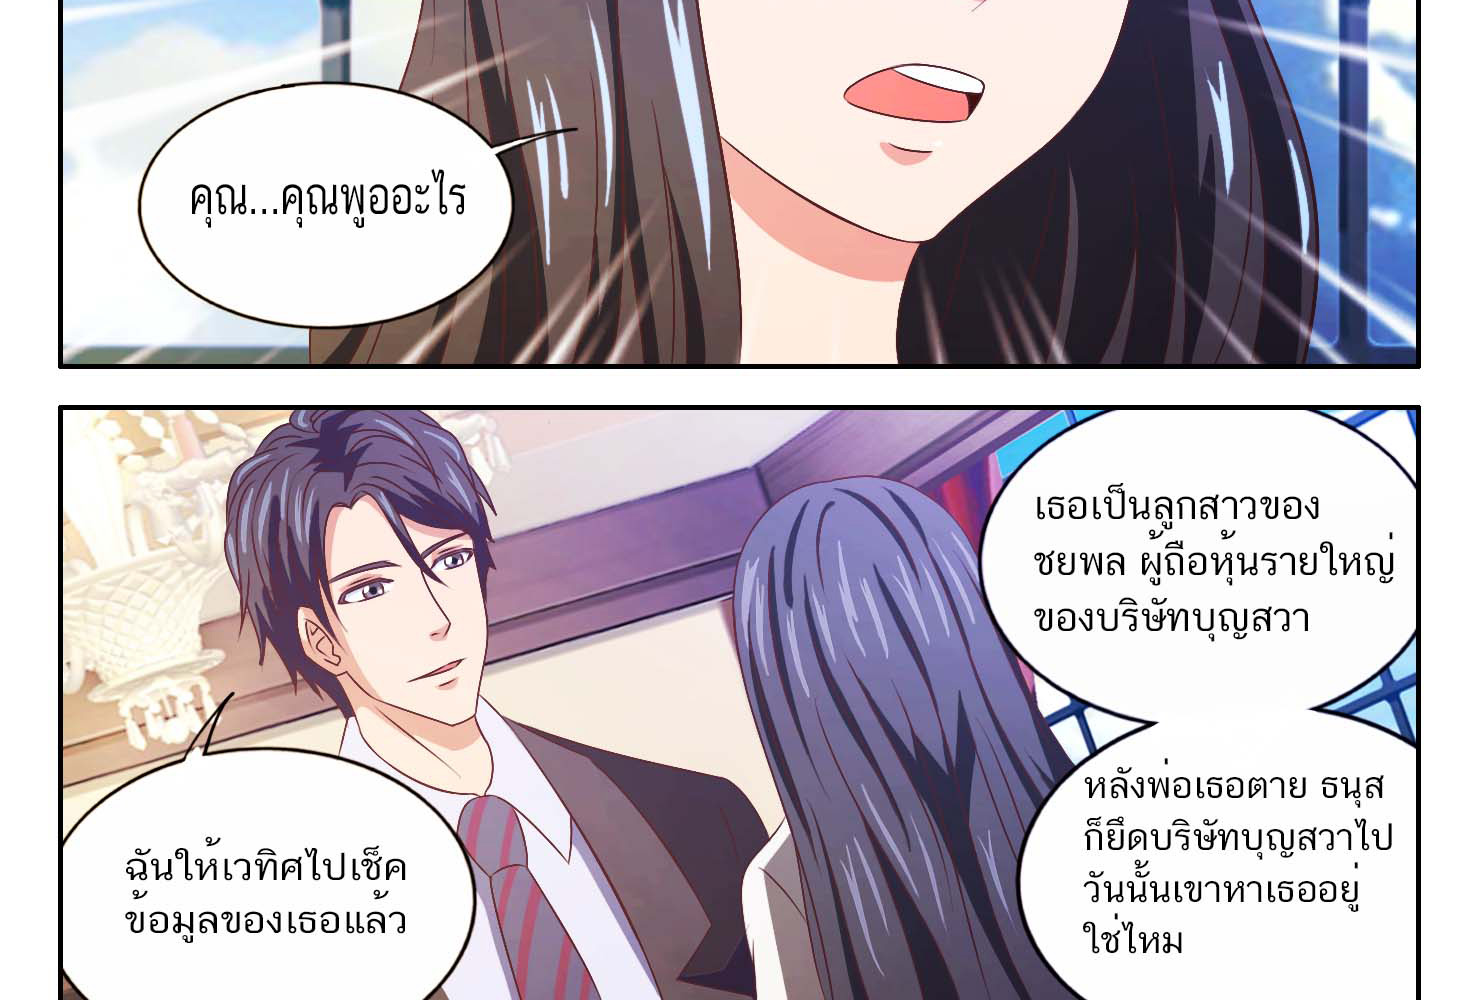 คุณ...คุณพูออะไร
ฉันให้เวทิศไปเช็ค
ข้อมูลของเธอแล้ว
เธอเป็นลูกสาวของ
ชยพล ผู้ถือหุ้นรายใหญ่
ของบริษัทบุญสวา
หลังพ่อเธอตาย ธนุส
ก็ยึดบริษัทบุญสวาไป
วันนั้นเขาหาเธออยู่
ใช่ไหม